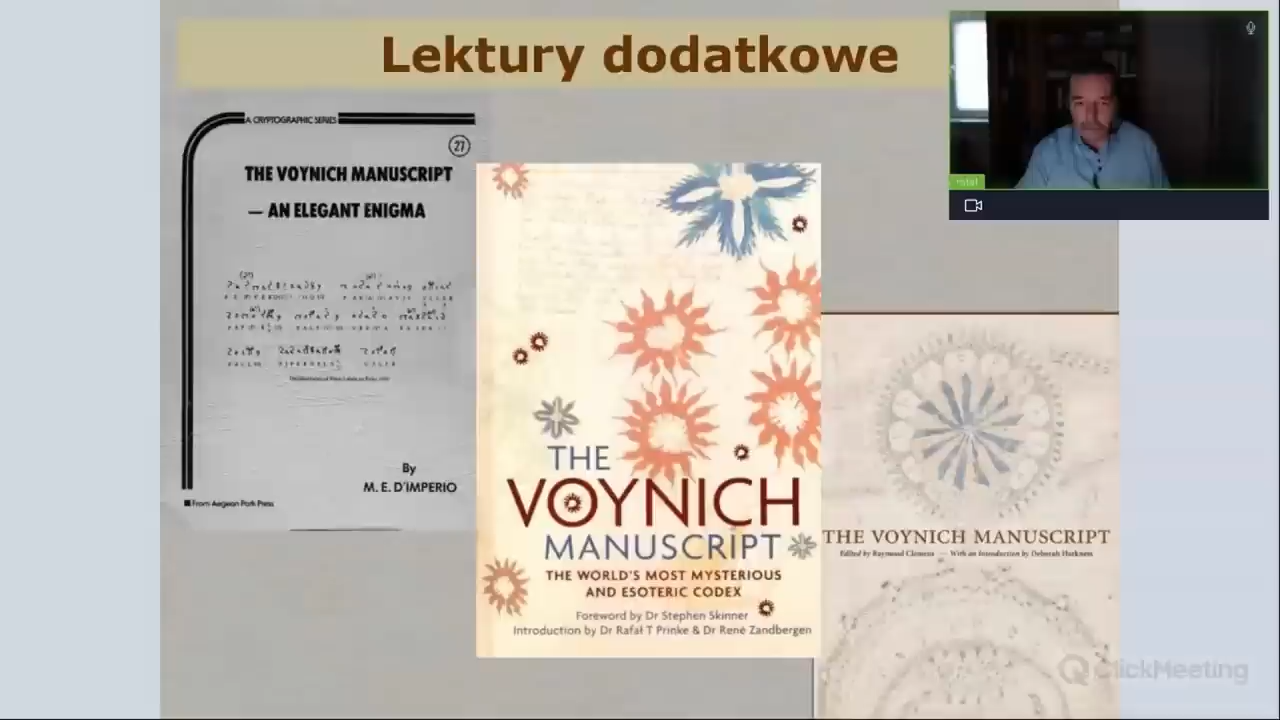 Lektury dodatkowe
A CRYPTOGRAPHIC SERIES
27
THE VOYNICH MANUSCRIPT
— AN ELEGANT ENIGMA
By
M. E. D'IMPERIO
From Aegean Park Press
THE
VOYNICH
MANUSCRIPT
THE WORLD'S MOST MYSTERIOUS
AND ESOTERIC CODEX
Foreword by Dr Stephen Skinner
Introduction by Dr Rafał T Prinke & Dr René Zandbergen
THE VOYNICH MANUSCRIPT
Edited by Raymond Clemens — With an Introduction by Deborah Harkness
ClickMeeting